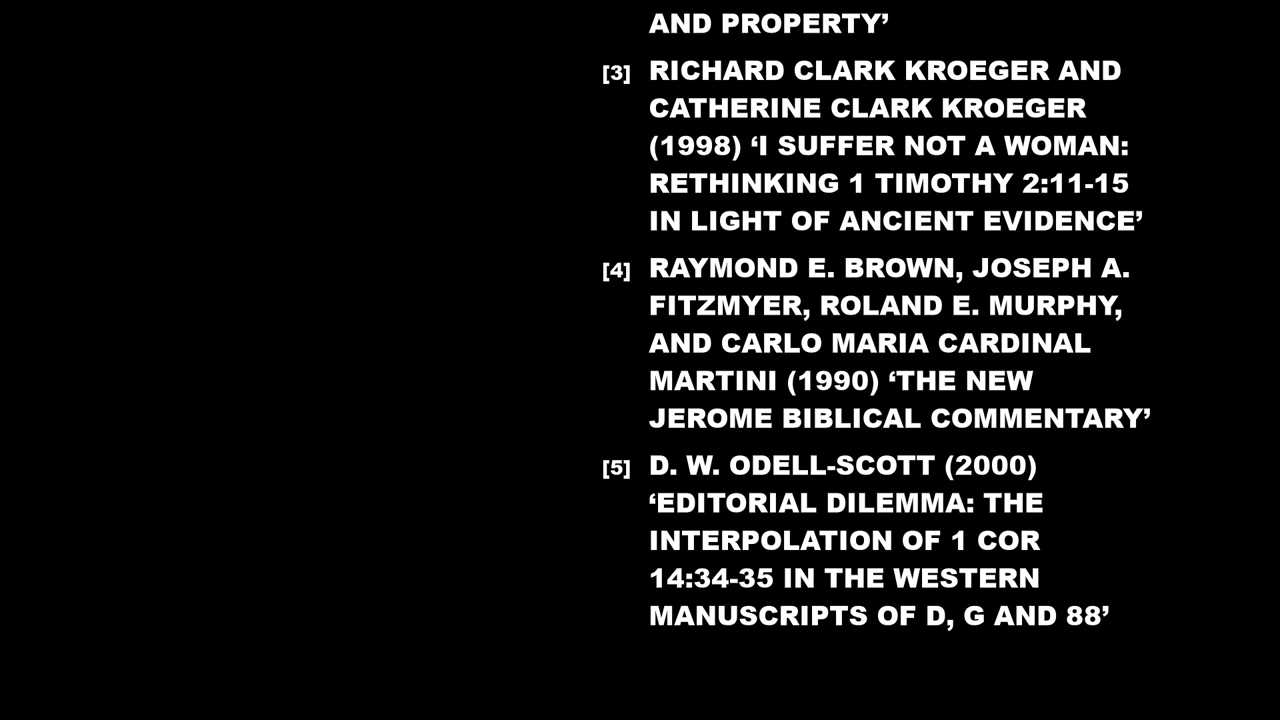 AND PROPERTY’
[3] RICHARD CLARK KROEGER AND
CATHERINE CLARK KROEGER
(1998) ‘I SUFFER NOT A WOMAN:
RETHINKING 1 TIMOTHY 2:11-15
IN LIGHT OF ANCIENT EVIDENCE’
[4] RAYMOND E. BROWN, JOSEPH A.
FITZMYER, ROLAND E. MURPHY,
AND CARLO MARIA CARDINAL
MARTINI (1990) ‘THE NEW
JEROME BIBLICAL COMMENTARY’
[5] D. W. ODELL-SCOTT (2000)
‘EDITORIAL DILEMMA: THE
INTERPOLATION OF 1 COR
14:34-35 IN THE WESTERN
MANUSCRIPTS OF D, G AND 88’